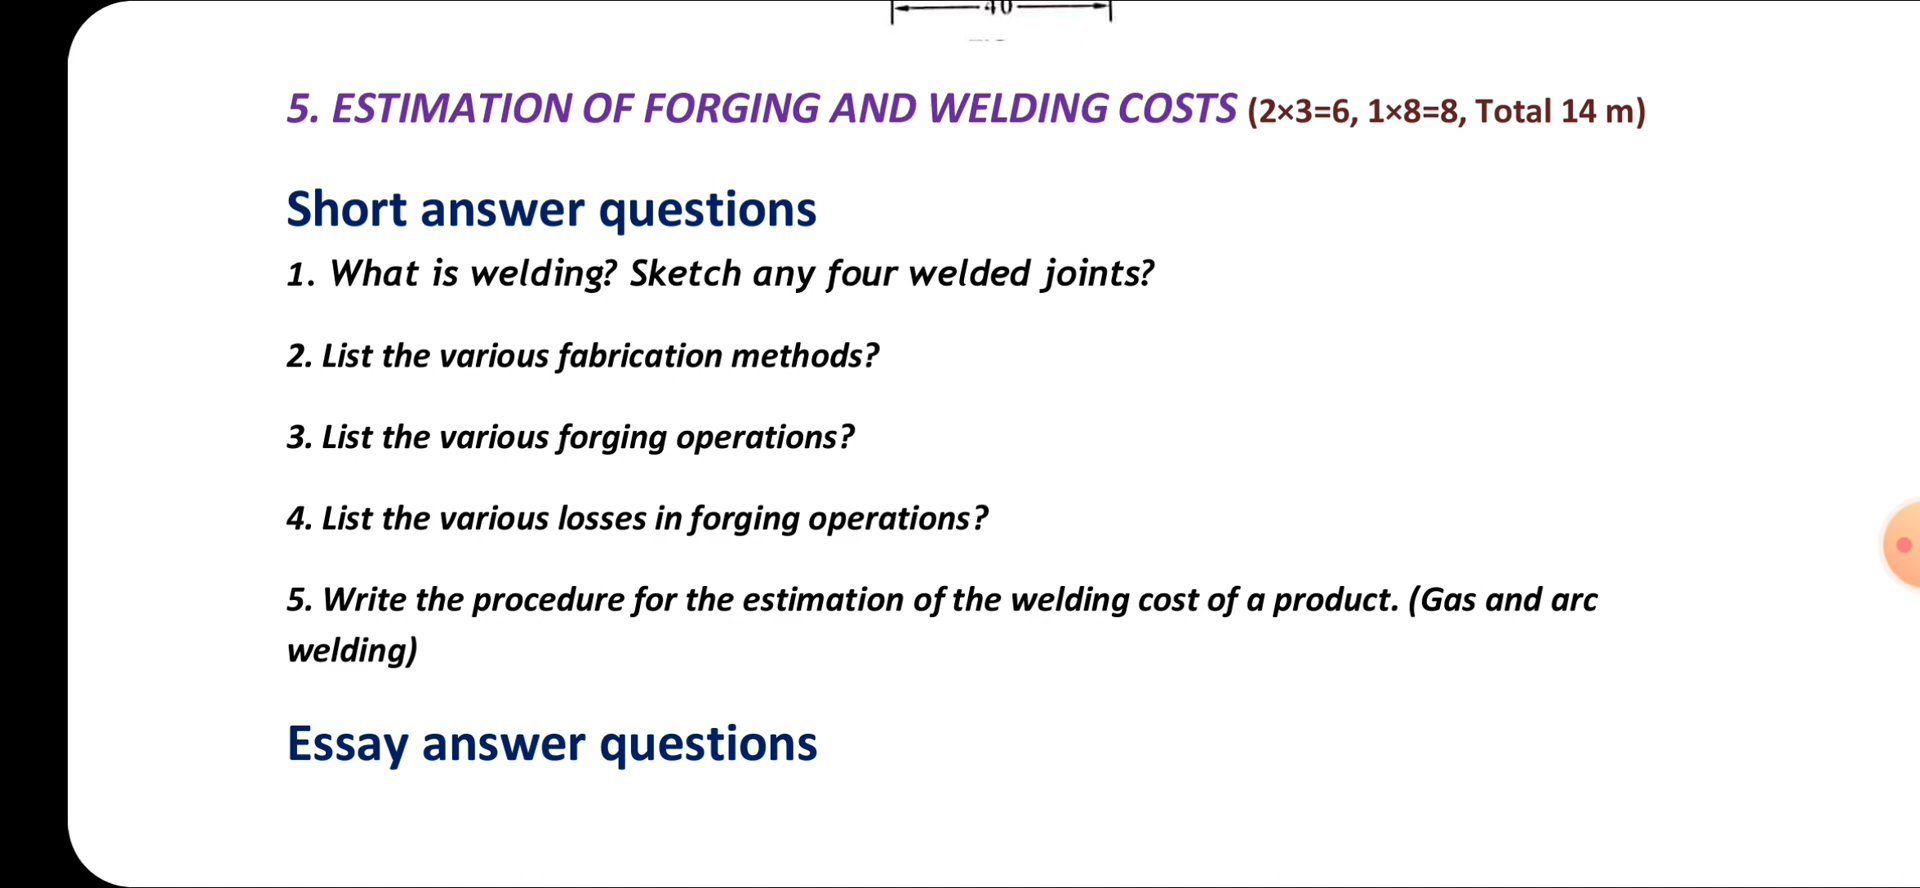 40
5. ESTIMATION OF FORGING AND WELDING COSTS (2×3=6, 1×8=8, Total 14 m)
Short answer questions
1. What is welding? Sketch any four welded joints?
2. List the various fabrication methods?
3. List the various forging operations?
4. List the various losses in forging operations?
5. Write the procedure for the estimation of the welding cost of a product. (Gas and arc
welding)
Essay answer questions